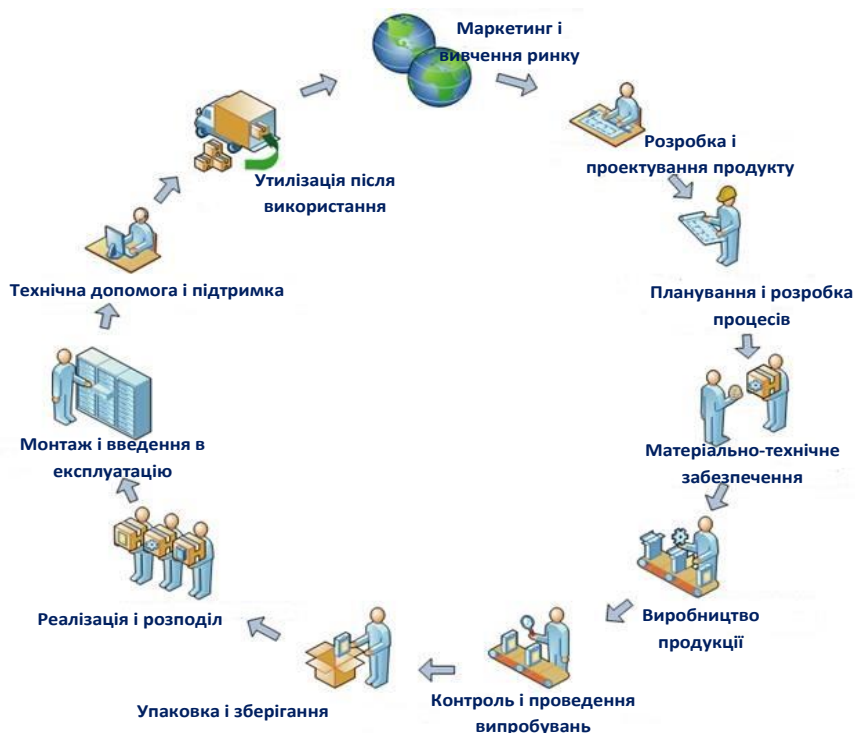 Маркетинг і
вивчення ринку
Розробка і
проектування продукту
Планування і розробка
процесів
Матеріально-технічне
забезпечення
Виробництво
продукції
Контроль і проведення
випробувань
Упаковка і зберігання
Реалізація і розподіл
Монтаж і введення в
експлуатацію
Технічна допомога і підтримка
Утилізація після
використання